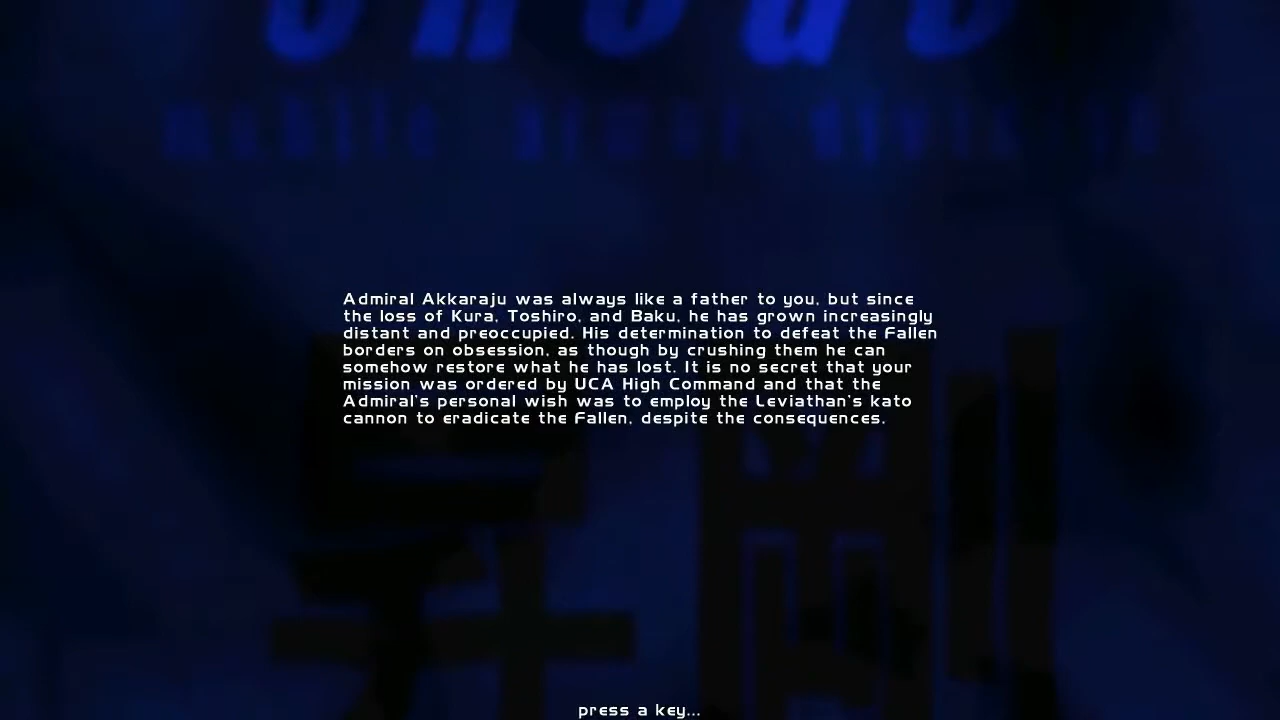 shogo
mobile armor division
Admiral Akkaraju was always like a father to you, but since
the loss of Kura, Toshiro, and Baku, he has grown increasingly
distant and preoccupied. His determination to defeat the Fallen
borders on obsession, as though by crushing them he can
somehow restore what he has lost. It is no secret that your
mission was ordered by UCA High Command and that the
Admiral's personal wish was to employ the Leviathan's kato
cannon to eradicate the Fallen, despite the consequences.
press a key...